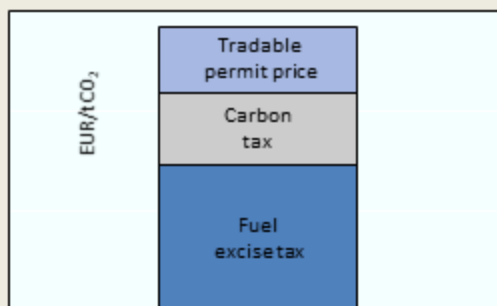 EUR/tCO₂
Tradable
permit price
Carbon
tax
Fuel
excise tax